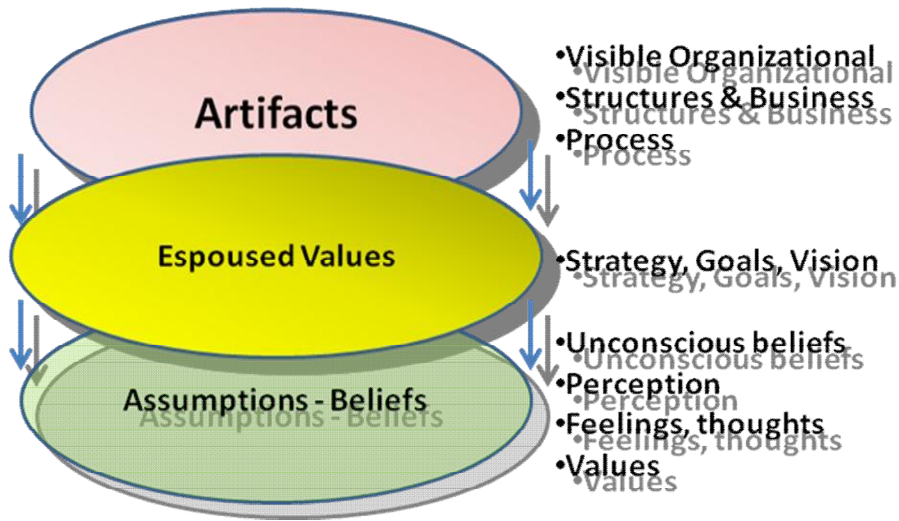 Artifacts
•Visible Organizational
•Structures & Business
•Process
Espoused Values
•Strategy, Goals, Vision
Assumptions - Beliefs
•Unconscious beliefs
•Perception
•Feelings, thoughts
•Values